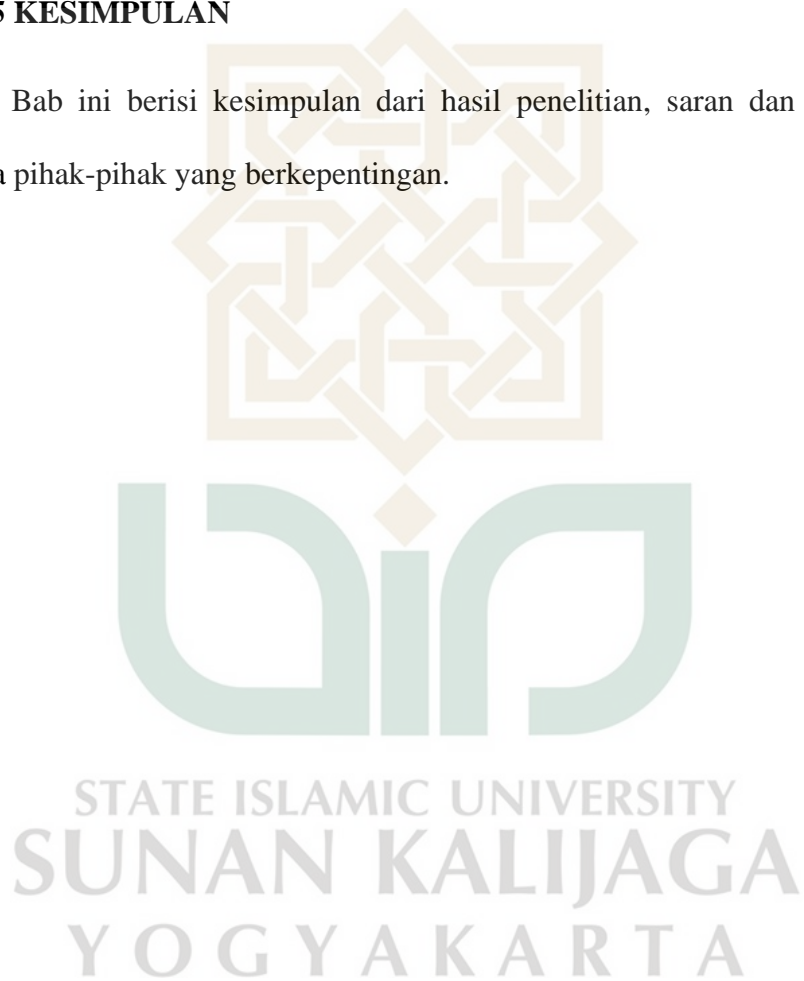 5 KESIMPULAN
Bab ini berisi kesimpulan dari hasil penelitian, saran dan
a pihak-pihak yang berkepentingan.
STATE ISLAMIC UNIVERSITY
SUNAN KALIJAGA
YOGYAKARTA